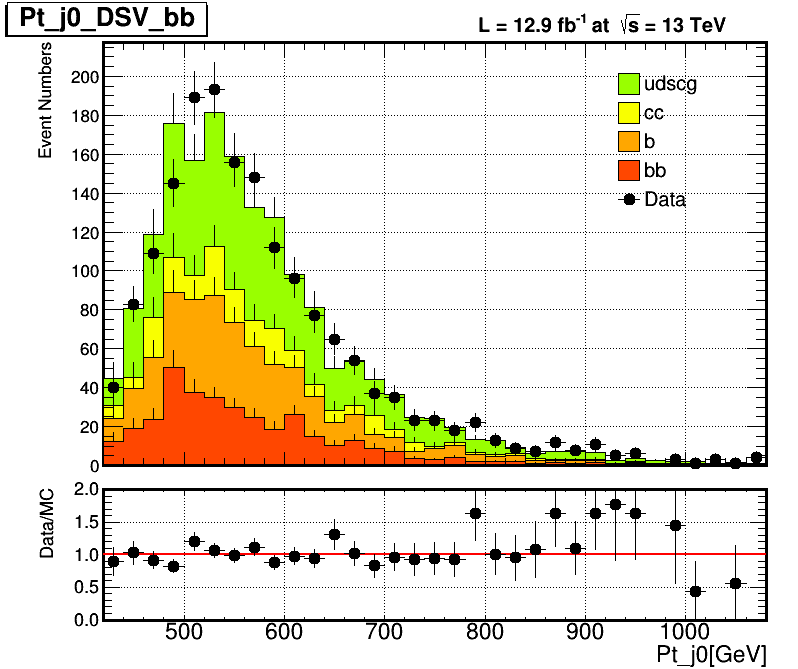 Pt_j0_DSV_bb
L = 12.9 fb⁻¹ at √s = 13 TeV
Event Numbers
200
180
160
140
120
100
80
60
40
20
0
udscg
cc
b
bb
Data
Data/MC
2.0
1.5
1.0
0.5
0.0
500 600 700 800 900 1000
Pt_j0[GeV]